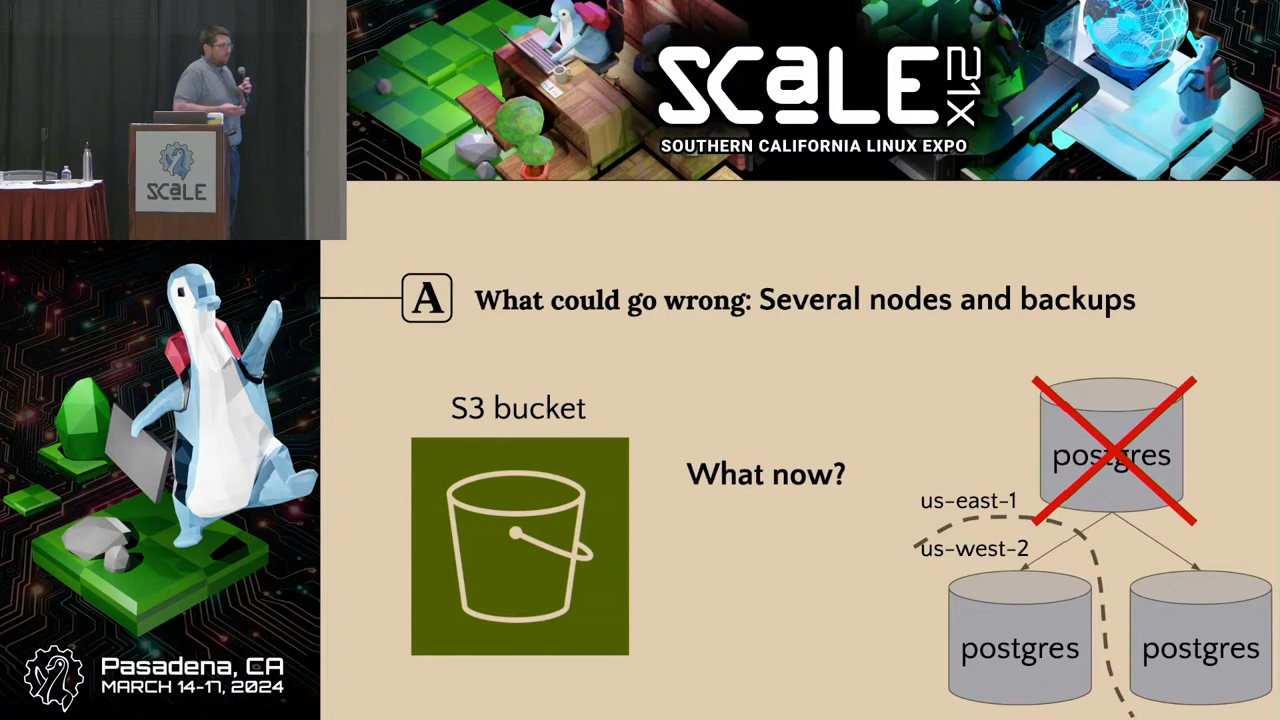 SCALE
21X
SOUTHERN CALIFORNIA LINUX EXPO
SCALE
A
What could go wrong: Several nodes and backups
S3 bucket
What now?
postgres
us-east-1
us-west-2
postgres
postgres
Pasadena, CA
MARCH 14-17, 2024